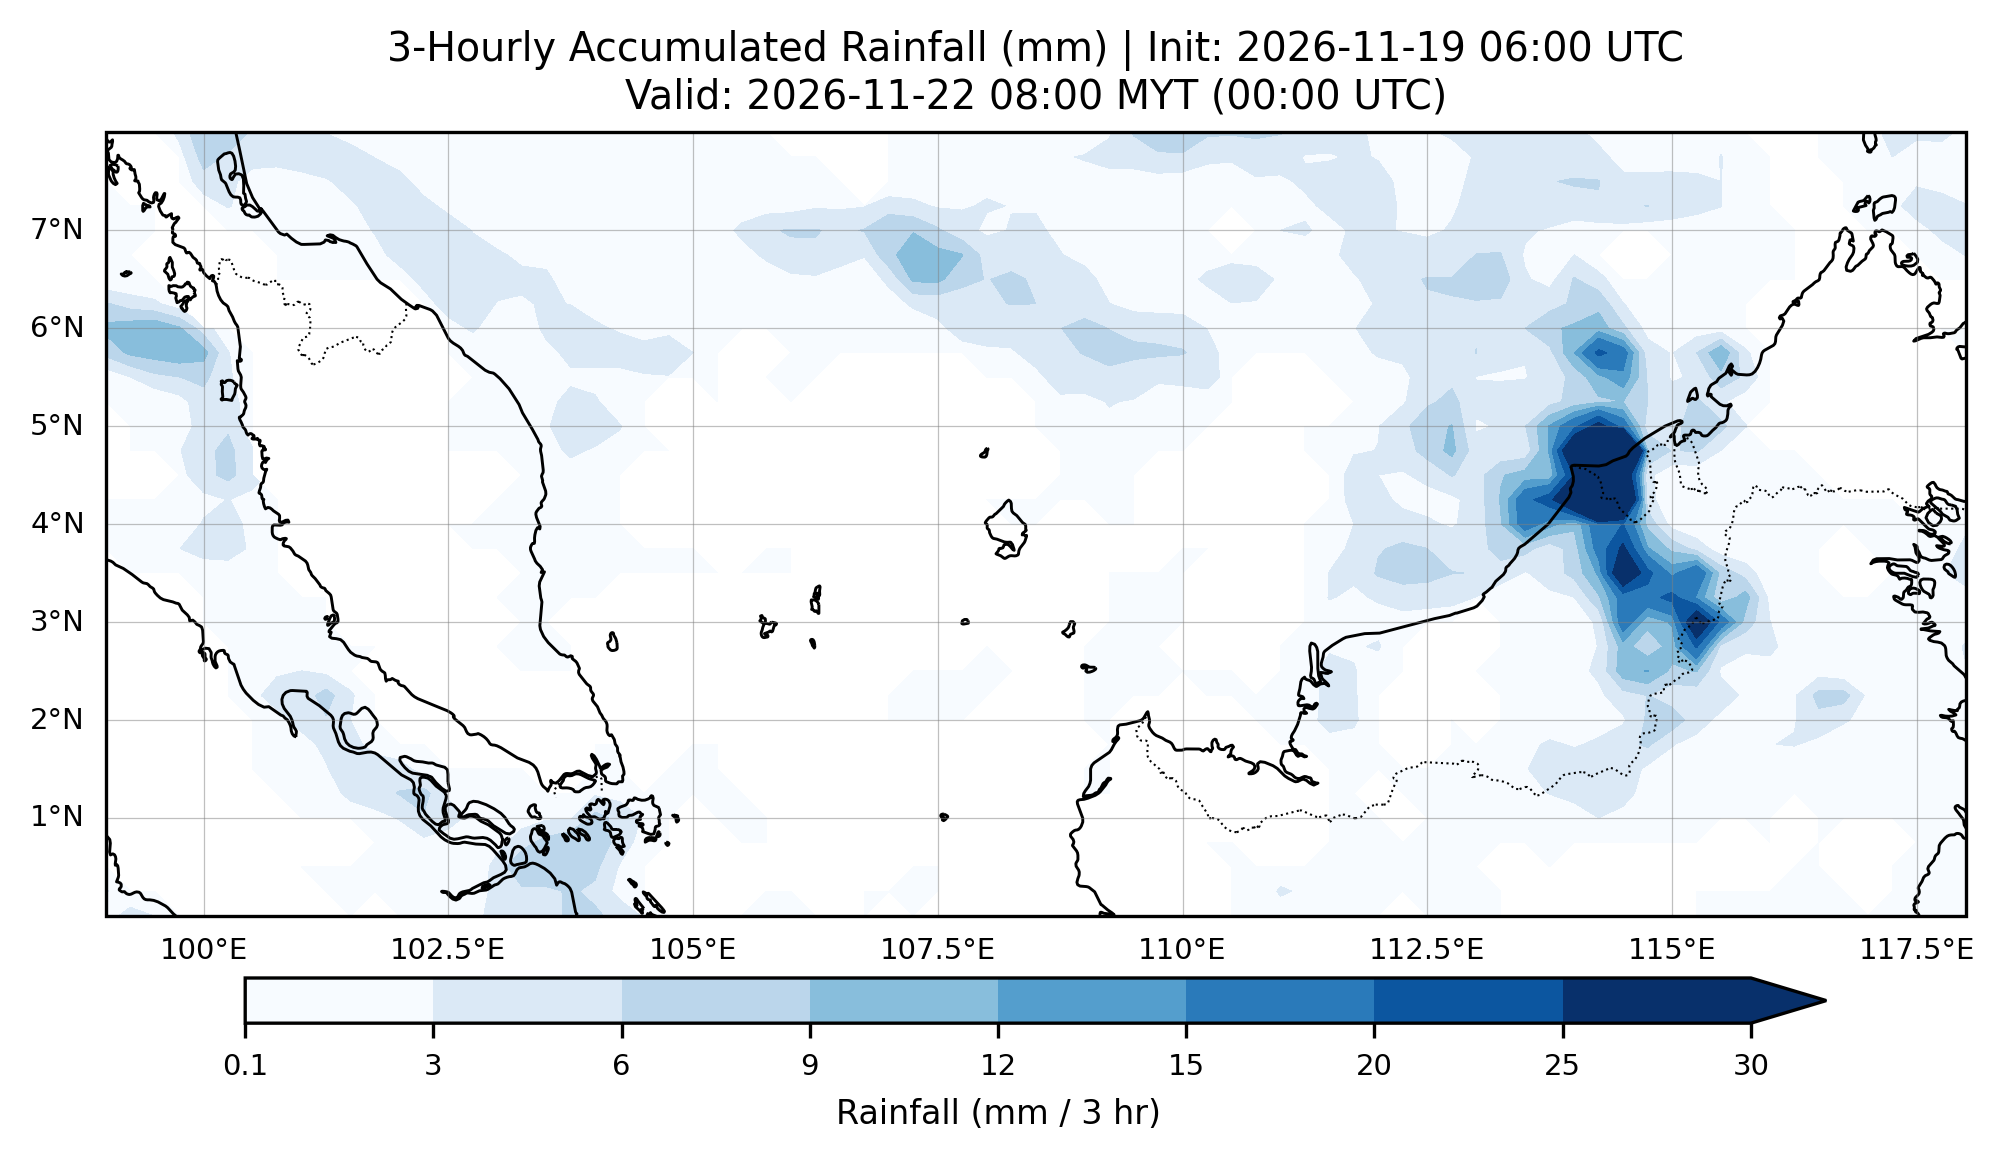 3-Hourly Accumulated Rainfall (mm) | Init: 2026-11-19 06:00 UTC
Valid: 2026-11-22 08:00 MYT (00:00 UTC)
7°N
6°N
5°N
4°N
3°N
2°N
1°N
100°E 102.5°E 105°E 107.5°E 110°E 112.5°E 115°E 117.5°E
0.1 3 6 9 12 15 20 25 30
Rainfall (mm / 3 hr)